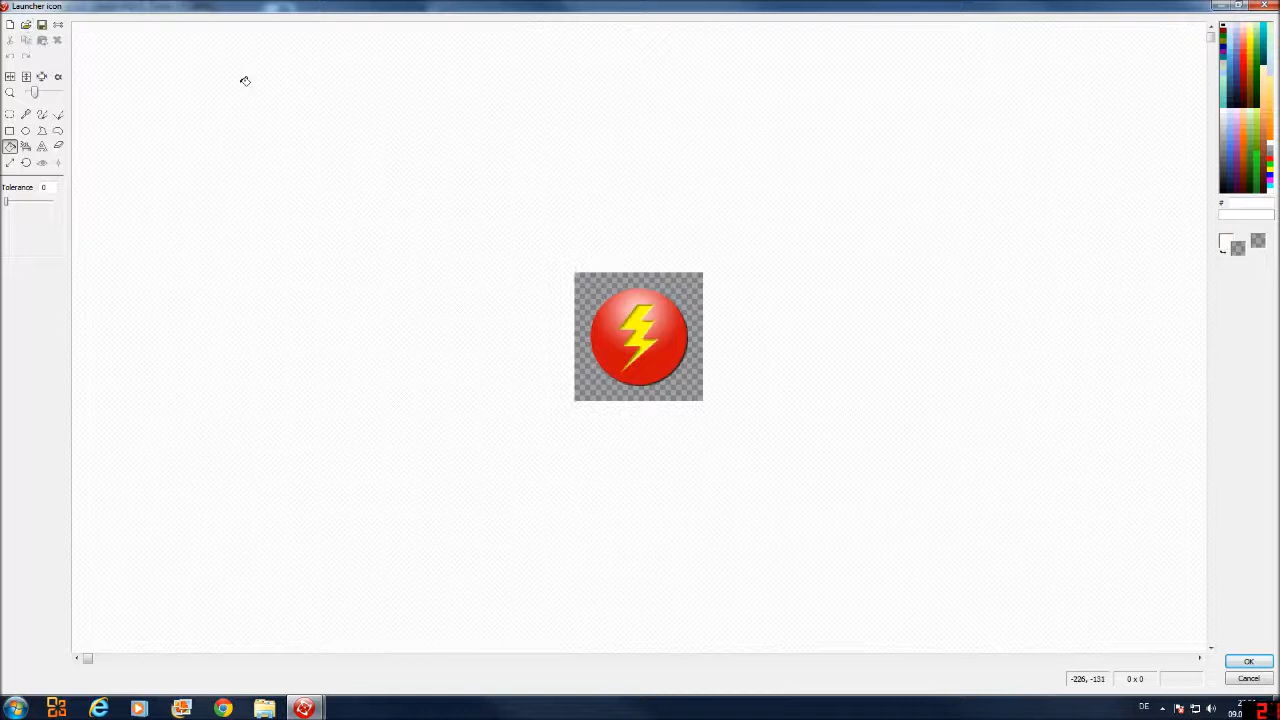 Launcher icon
Tolerance 0
#
OK
-226, -131 0 x 0
Cancel
DE